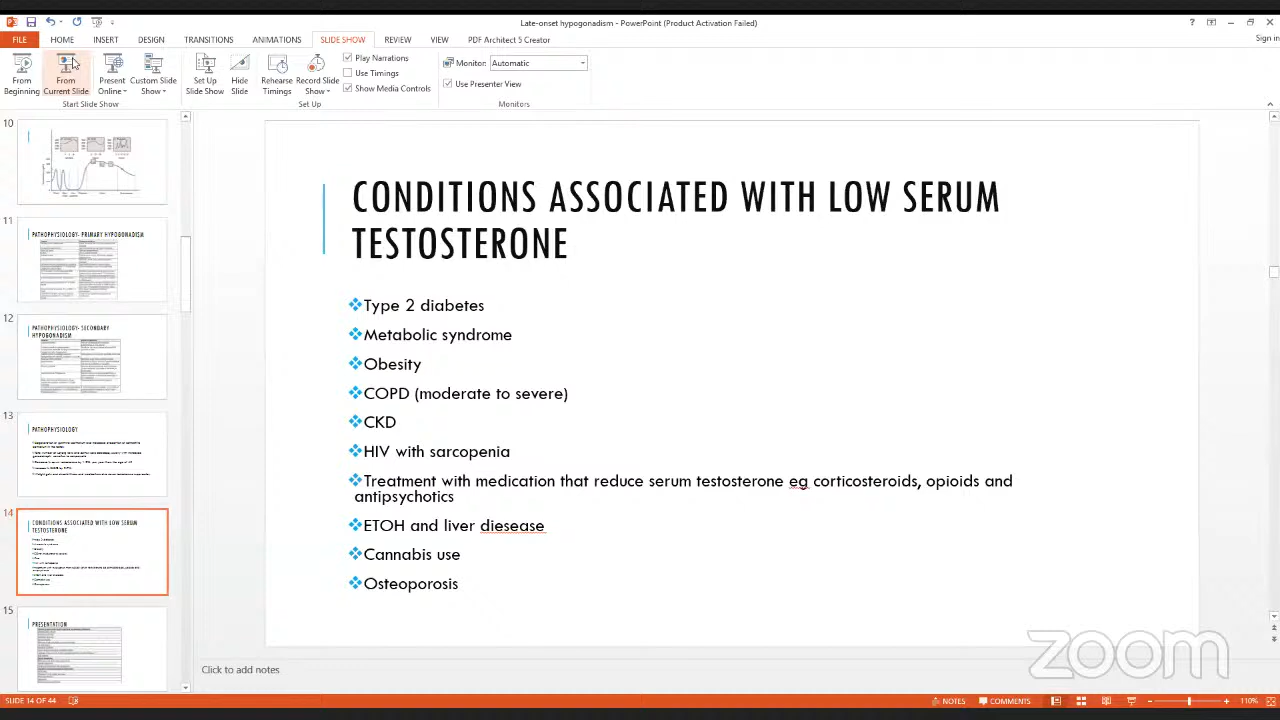 Late-onset hypogonadism - PowerPoint (Product Activation Failed)
?
FILE HOME INSERT DESIGN TRANSITIONS ANIMATIONS SLIDE SHOW REVIEW VIEW PDF Architect 5 Creator
Sign in
From Beginning
From Current Slide
Present Online
Custom Slide Show
Set Up Slide Show
Hide Slide
Rehearse Timings
Record Slide Show
Play Narrations
Use Timings
Show Media Controls
Monitor: Automatic
Use Presenter View
Start Slide Show
Set Up
Monitors
10
11
PATHOPHYSIOLOGY- PRIMARY HYPOGONADISM
12
PATHOPHYSIOLOGY- SECONDARY
HYPOGONADISM
13
PATHOPHYSIOLOGY
14
CONDITIONS ASSOCIATED WITH LOW SERUM
TESTOSTERONE
15
PRESENTATION
CONDITIONS ASSOCIATED WITH LOW SERUM
TESTOSTERONE
❖Type 2 diabetes
❖Metabolic syndrome
❖Obesity
❖COPD (moderate to severe)
❖CKD
❖HIV with sarcopenia
❖Treatment with medication that reduce serum testosterone eg corticosteroids, opioids and
antipsychotics
❖ETOH and liver diesease
❖Cannabis use
❖Osteoporosis
zoom
add notes
SLIDE 14 OF 44
NOTES
COMMENTS
110%